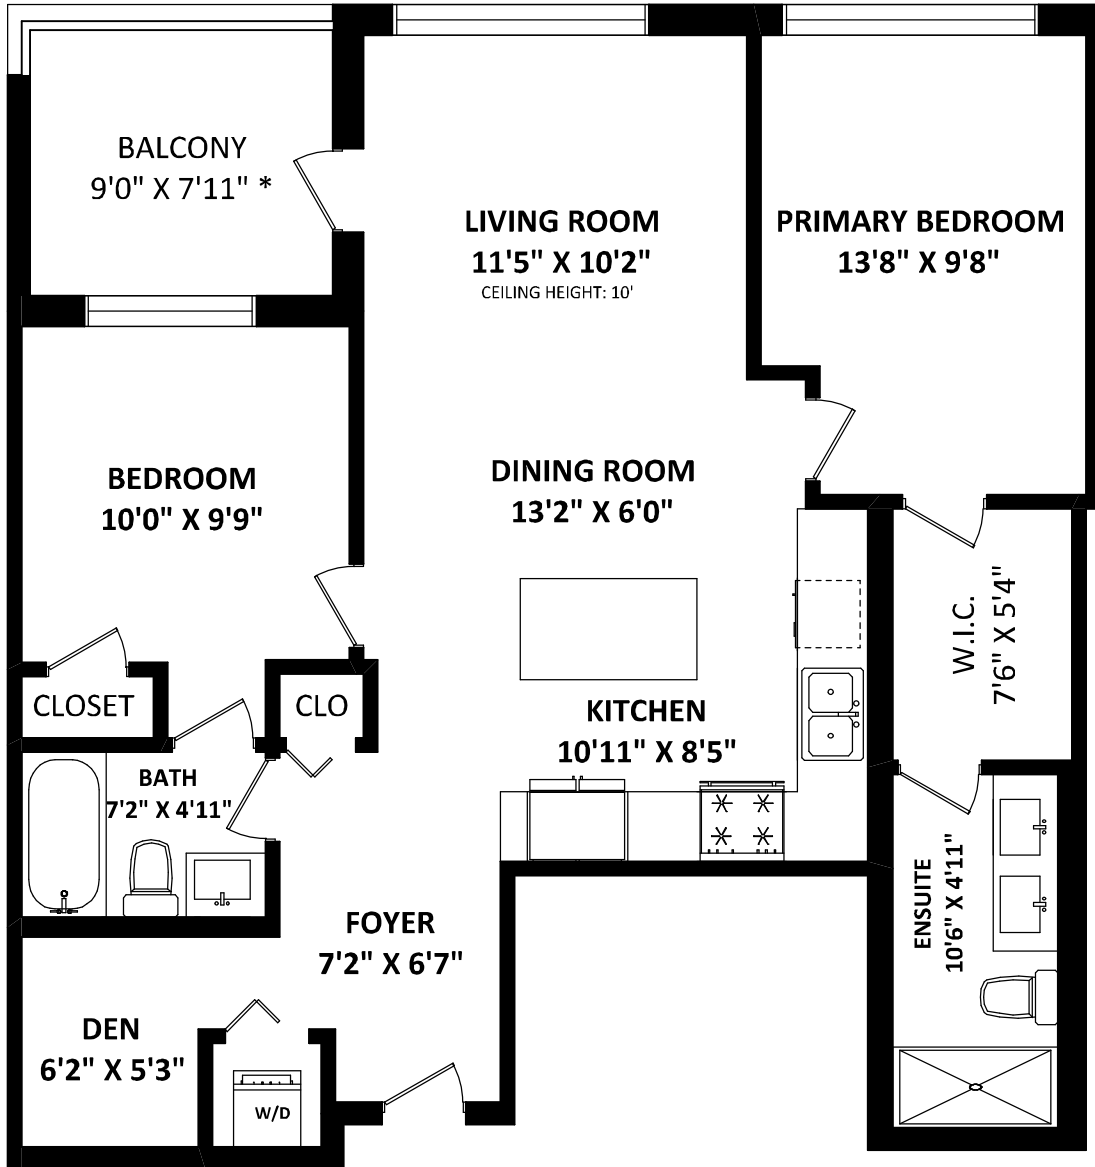 BALCONY
9'0" X 7'11" *
LIVING ROOM
11'5" X 10'2"
CEILING HEIGHT: 10'
PRIMARY BEDROOM
13'8" X 9'8"
BEDROOM
10'0" X 9'9"
DINING ROOM
13'2" X 6'0"
W.I.C.
7'6" X 5'4"
CLOSET
CLO
KITCHEN
10'11" X 8'5"
BATH
7'2" X 4'11"
ENSUITE
10'6" X 4'11"
FOYER
7'2" X 6'7"
DEN
6'2" X 5'3"
W/D